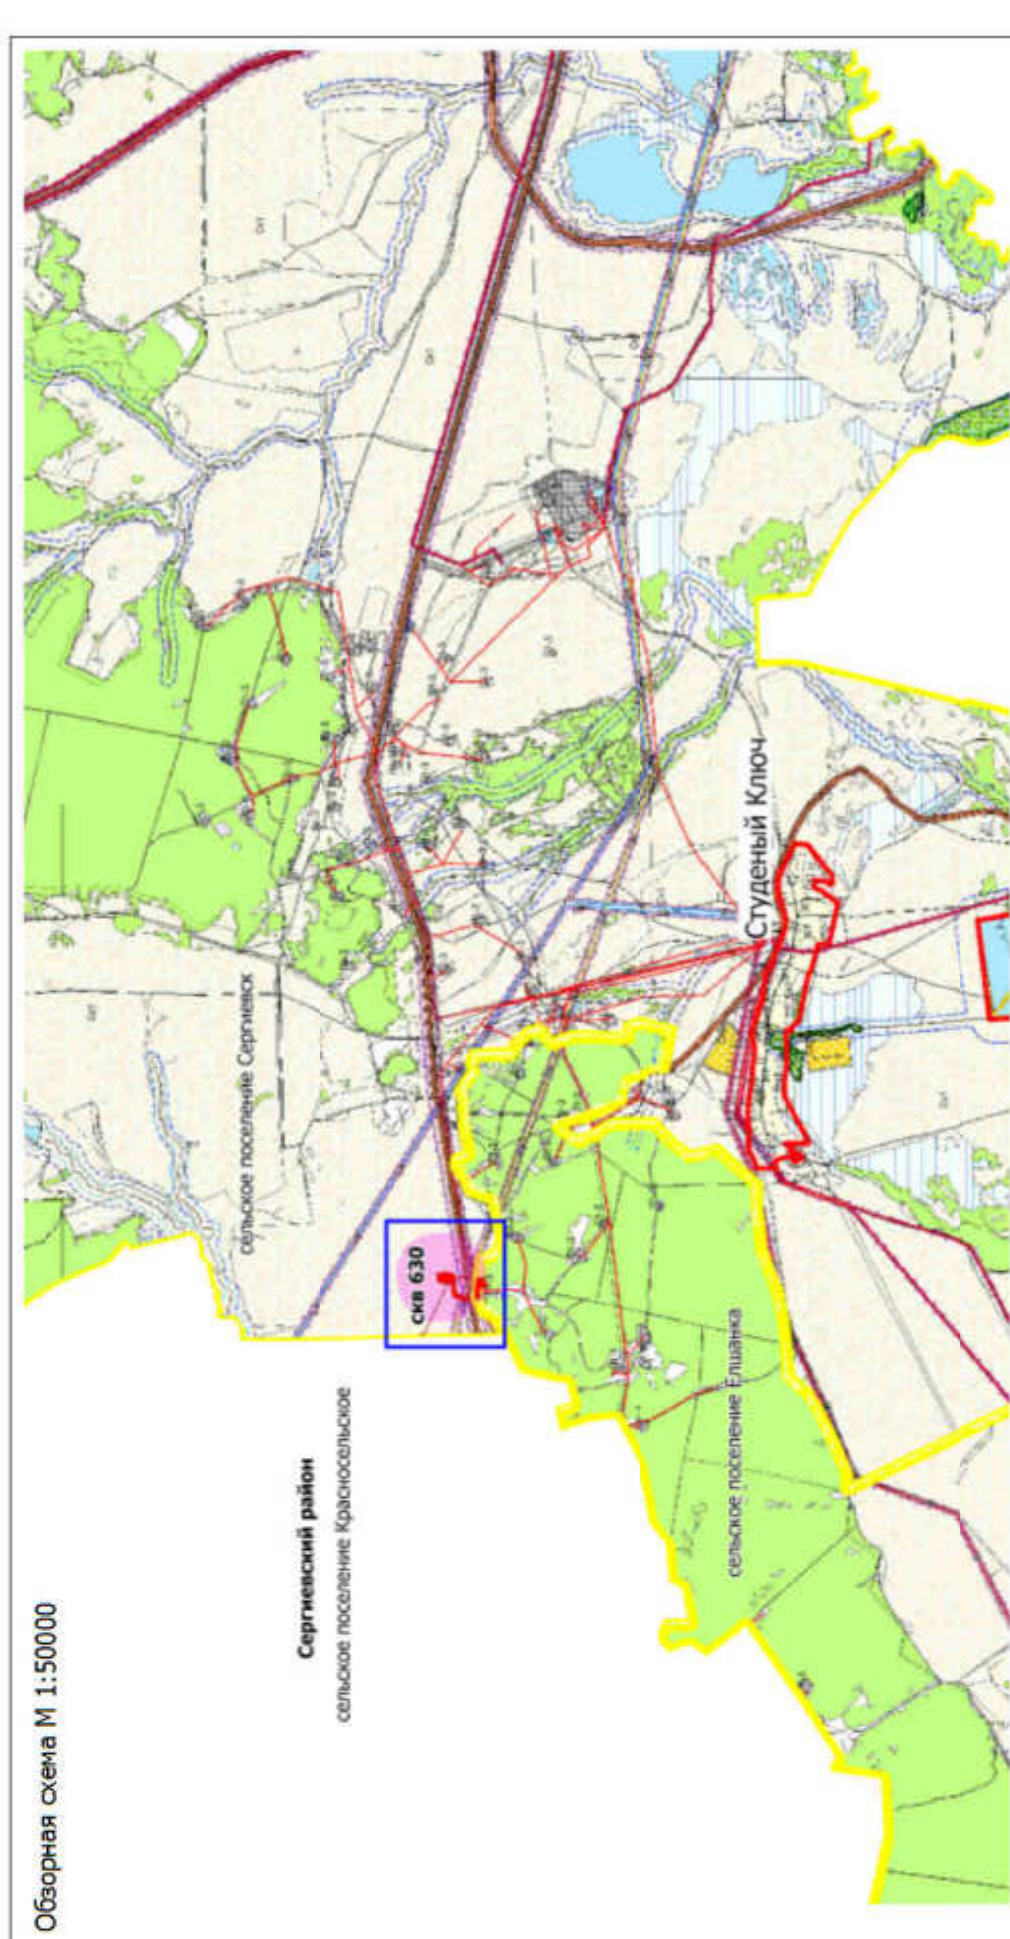 Обзорная схема М 1:50000
Сергиевский район
сельское поселение Красносельское
сельское поселение Сергиевск
скв 630
сельское поселение Елшанка
Студеный Ключ